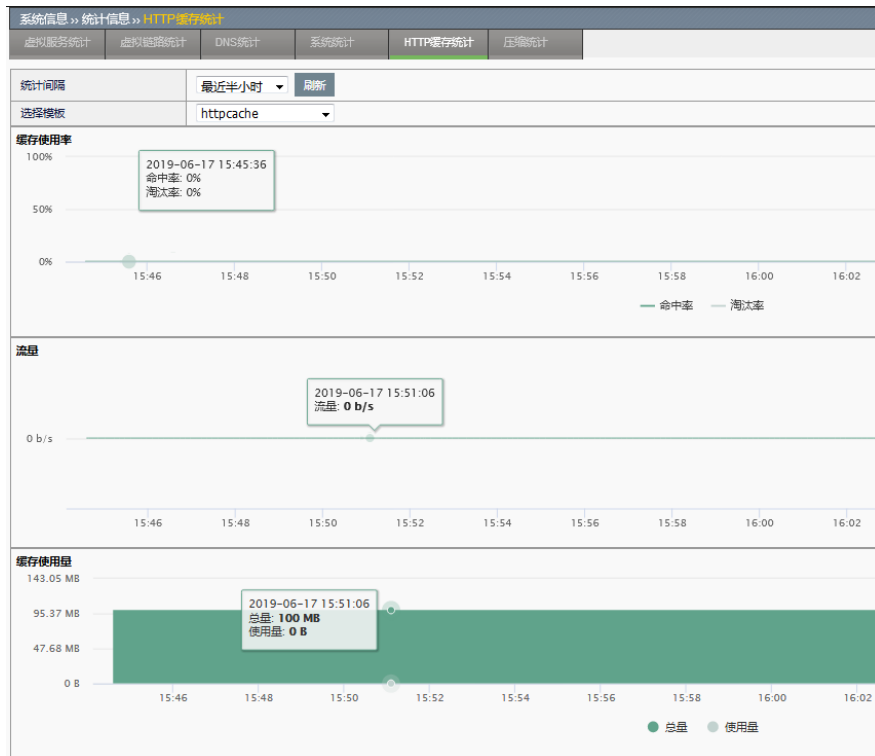 系统信息 » 统计信息 » HTTP缓存统计
虚拟服务统计 虚拟链路统计 DNS统计 系统统计 HTTP缓存统计 压缩统计
统计间隔 最近半小时 刷新
选择模板 httpcache
缓存使用率
100%
2019-06-17 15:45:36
命中率: 0%
淘汰率: 0%
50%
0%
15:46 15:48 15:50 15:52 15:54 15:56 15:58 16:00 16:02
命中率 淘汰率
流量
2019-06-17 15:51:06
流量: 0 b/s
0 b/s
15:46 15:48 15:50 15:52 15:54 15:56 15:58 16:00 16:02
缓存使用量
143.05 MB
2019-06-17 15:51:06
95.37 MB
总量: 100 MB
使用量: 0 B
47.68 MB
0 B
15:46 15:48 15:50 15:52 15:54 15:56 15:58 16:00 16:02
总量 使用量